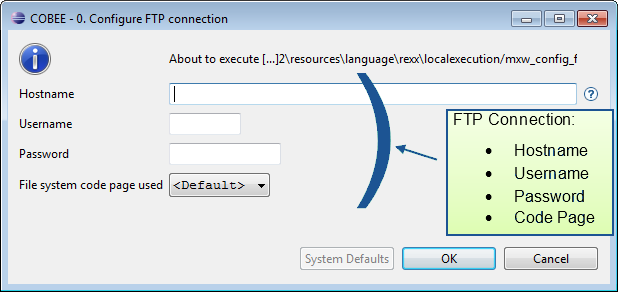 COBEE - 0. Configure FTP connection
About to execute [...]2\resources\language\rexx\localexecution/mxw_config_f
Hostname
Username
Password
File system code page used <Default>
FTP Connection:
• Hostname
• Username
• Password
• Code Page
System Defaults OK Cancel